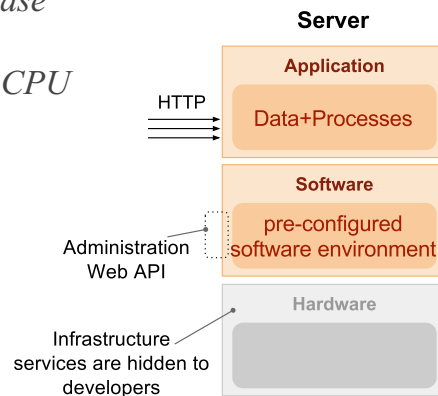 Server
Application
CPU
HTTP
Data+Processes
Software
pre-configured
software environment
Administration
Web API
Hardware
Infrastructure
services are hidden to
developers